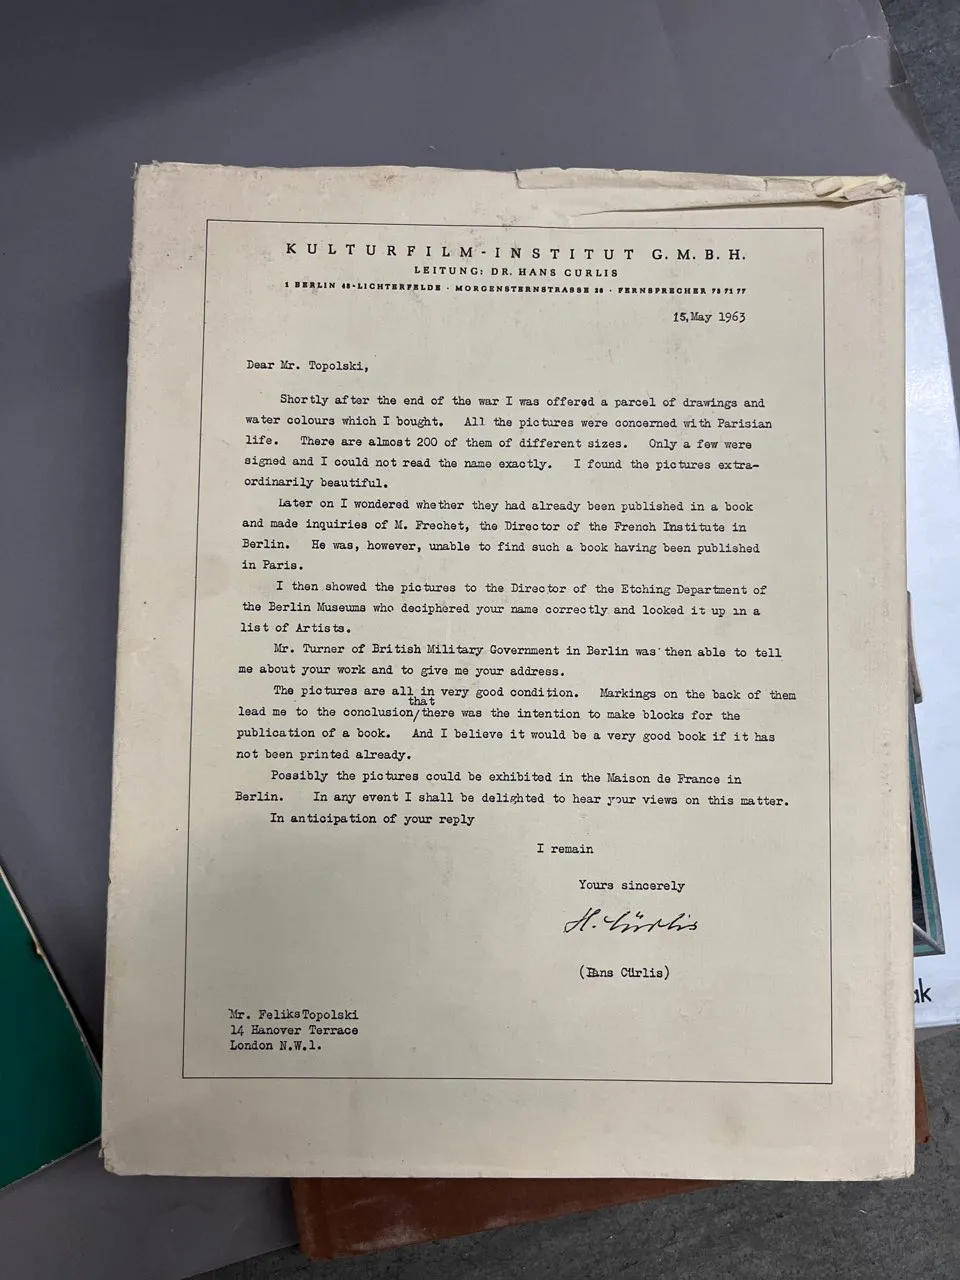 KULTURFILM-INSTITUT G.M.B.H.
LEITUNG: DR. HANS CURLIS
1 BERLIN 45-LICHTERFELDE · MORGENSTERNSTRASSE 26 · FERNSPRECHER 73 71 77
15.May 1963
Dear Mr. Topolski,
Shortly after the end of the war I was offered a parcel of drawings and
water colours which I bought. All the pictures were concerned with Parisian
life. There are almost 200 of them of different sizes. Only a few were
signed and I could not read the name exactly. I found the pictures extra-
ordinarily beautiful.
Later on I wondered whether they had already been published in a book
and made inquiries of M. Frechet, the Director of the French Institute in
Berlin. He was, however, unable to find such a book having been published
in Paris.
I then showed the pictures to the Director of the Etching Department of
the Berlin Museums who deciphered your name correctly and looked it up in a
list of Artists.
Mr. Turner of British Military Government in Berlin was then able to tell
me about your work and to give me your address.
The pictures are all in very good condition. Markings on the back of them
that
lead me to the conclusion/there was the intention to make blocks for the
publication of a book. And I believe it would be a very good book if it has
not been printed already.
Possibly the pictures could be exhibited in the Maison de France in
Berlin. In any event I shall be delighted to hear your views on this matter.
In anticipation of your reply
I remain
Yours sincerely
H. Cürlis
(Hans Cürlis)
Mr. Feliks Topolski
14 Hanover Terrace
London N.W.1.
ak